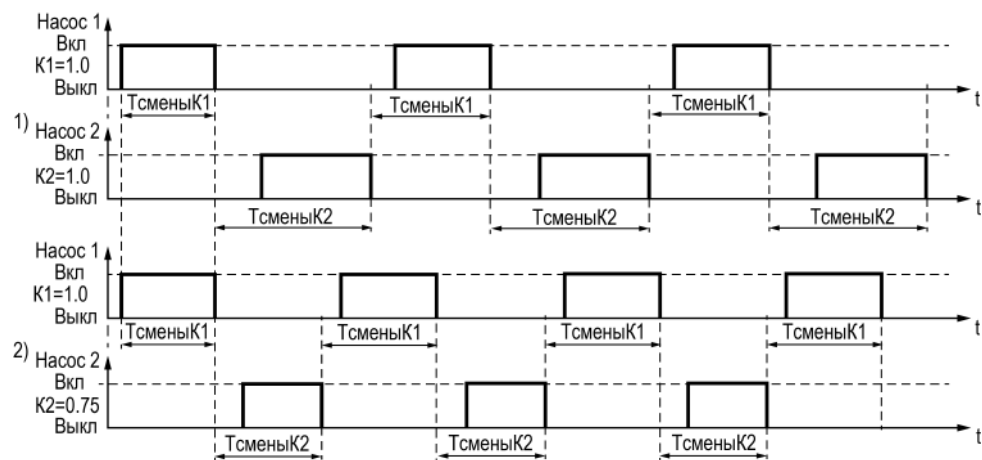 Насос 1
Вкл
К1=1.0
Выкл
ТсменыК1
ТсменыК1
ТсменыК1
t
1)
Насос 2
Вкл
К2=1.0
Выкл
ТсменыК2
ТсменыК2
ТсменыК2
t
Насос 1
Вкл
К1=1.0
Выкл
ТсменыК1
ТсменыК1
ТсменыК1
ТсменыК1
t
2)
Насос 2
Вкл
К2=0.75
Выкл
ТсменыК2
ТсменыК2
ТсменыК2
t